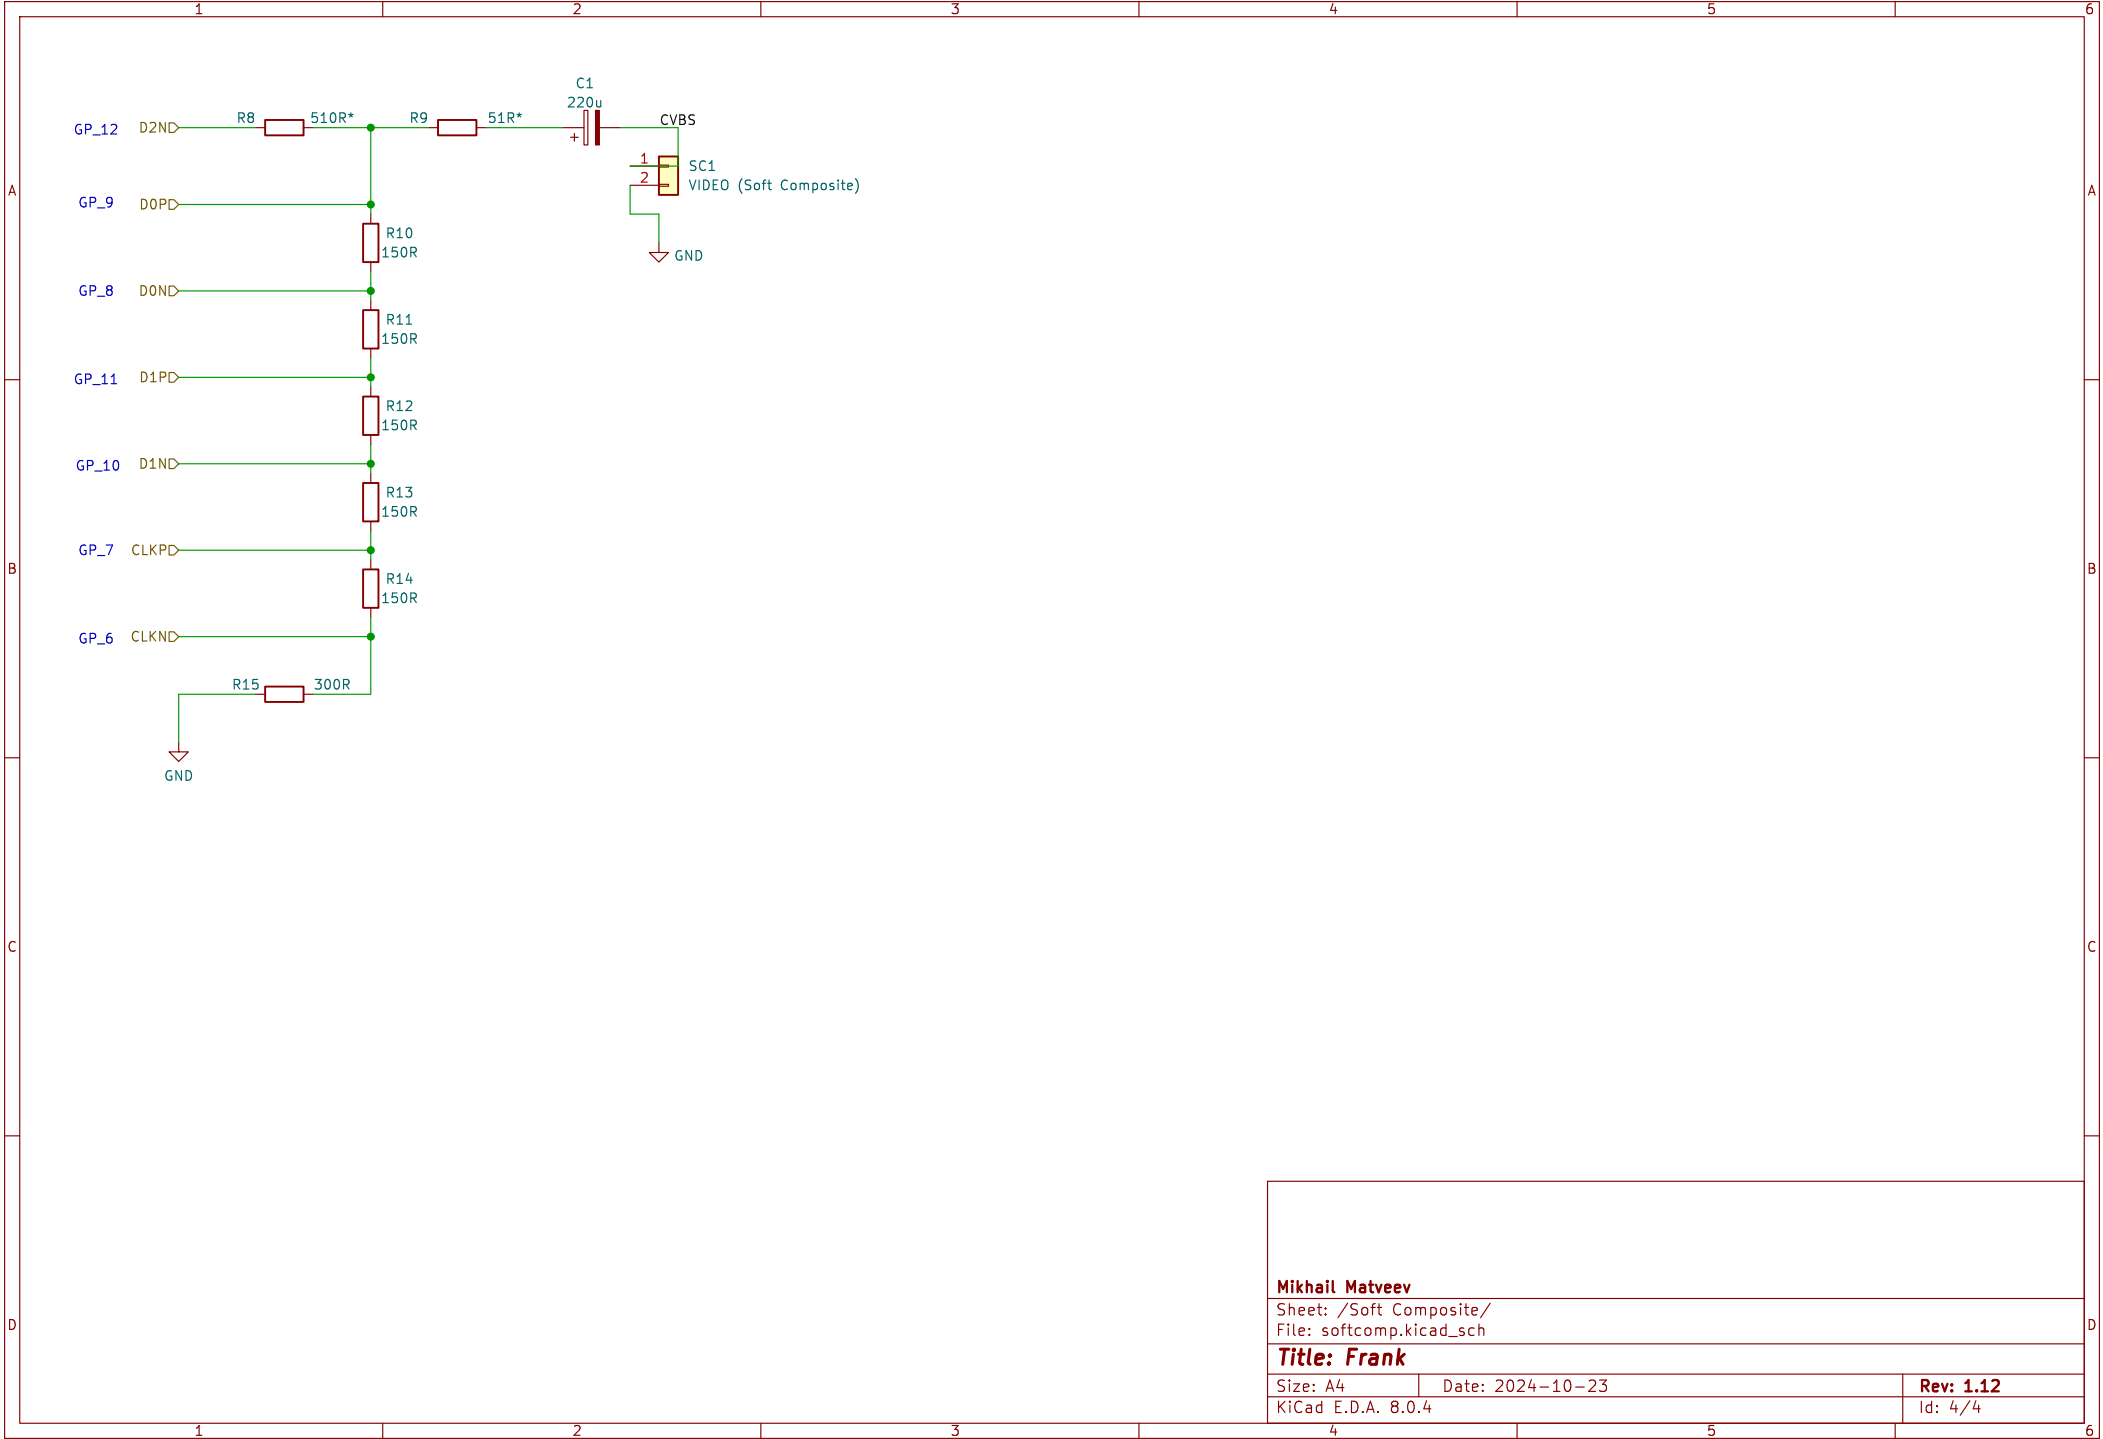 1 2 3 4 5 6
C1
220u
GP_12 D2N R8 510R* R9 51R* + CVBS
1 SC1
2 VIDEO (Soft Composite)
A A
GP_9 D0P
R10
150R
GND
GP_8 D0N
R11
150R
GP_11 D1P
R12
150R
GP_10 D1N
R13
150R
GP_7 CLKP
B B
R14
150R
GP_6 CLKN
R15 300R
GND
C C
Mikhail Matveev
Sheet: /Soft Composite/
File: softcomp.kicad_sch
D D
Title: Frank
Size: A4 Date: 2024-10-23 Rev: 1.12
KiCad E.D.A. 8.0.4 Id: 4/4
1 2 3 4 5 6